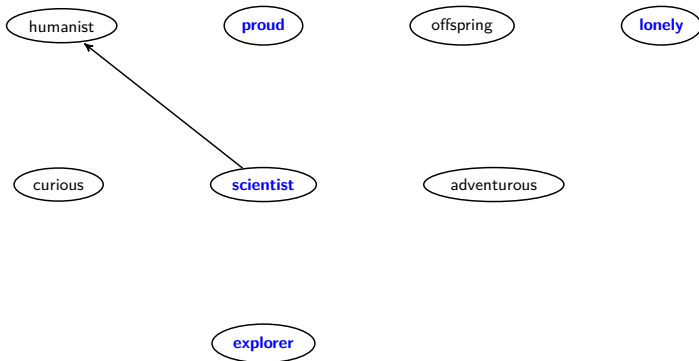 humanist
proud
offspring
lonely
curious
scientist
adventurous
explorer